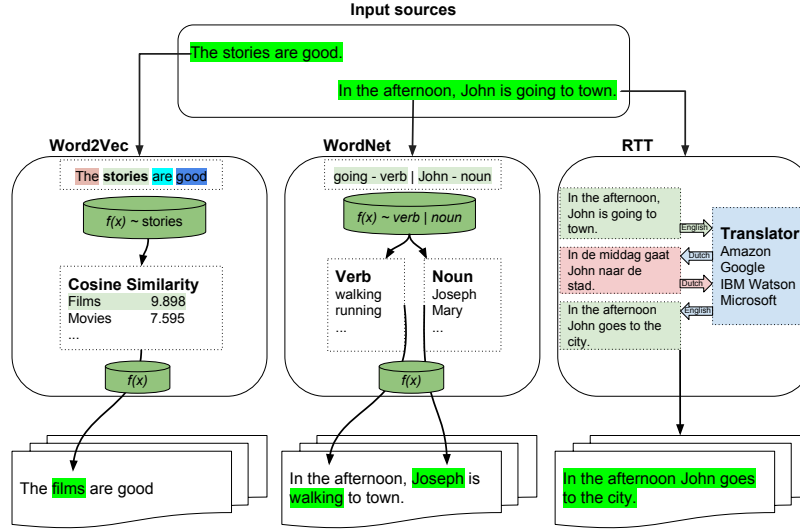 Input sources
The stories are good.
In the afternoon, John is going to town.
Word2Vec
The stories are good
f(x) ~ stories
Cosine Similarity
Films 9.898
Movies 7.595
...
f(x)
The films are good
WordNet
going - verb | John - noun
f(x) ~ verb | noun
Verb
walking
running
...
Noun
Joseph
Mary
...
f(x)
In the afternoon, Joseph is
walking to town.
RTT
In the afternoon,
John is going to
town.
English
In de middag gaat
John naar de
stad.
Dutch
Dutch
In the afternoon
John goes to the
city.
English
Translator
Amazon
Google
IBM Watson
Microsoft
In the afternoon John goes
to the city.